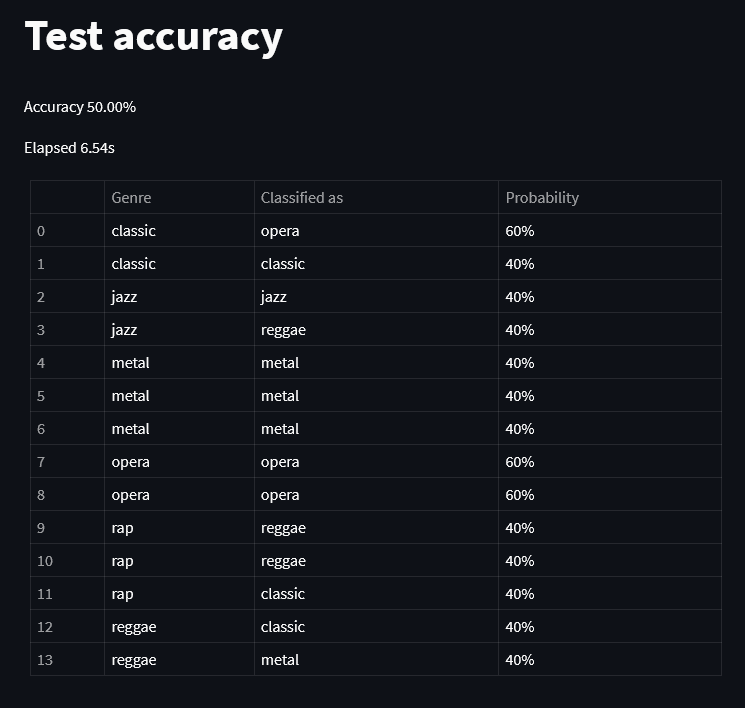 Test accuracy
Accuracy 50.00%
Elapsed 6.54s
Genre Classified as Probability
0 classic opera 60%
1 classic classic 40%
2 jazz jazz 40%
3 jazz reggae 40%
4 metal metal 40%
5 metal metal 40%
6 metal metal 40%
7 opera opera 60%
8 opera opera 60%
9 rap reggae 40%
10 rap reggae 40%
11 rap classic 40%
12 reggae classic 40%
13 reggae metal 40%